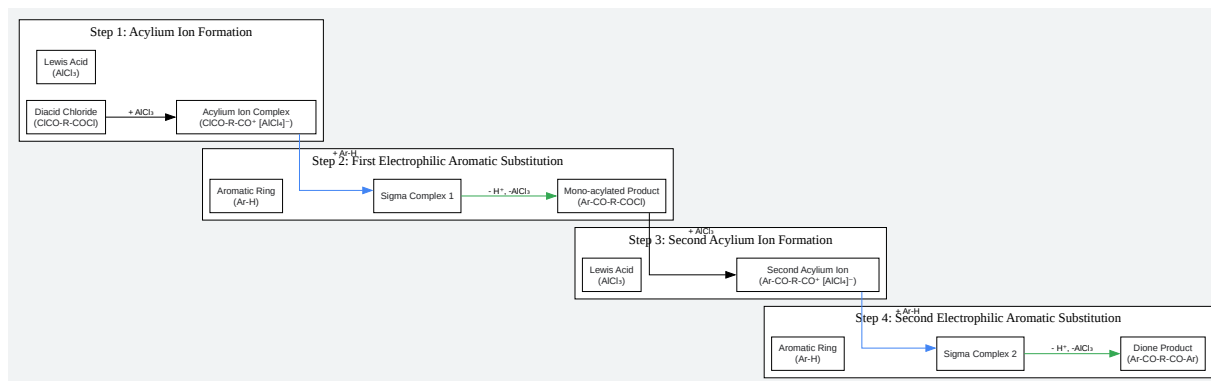 Step 1: Acylium Ion Formation
Lewis Acid
(AlCl₃)
Diacid Chloride
(ClCO-R-COCl)
+ AlCl₃
Acylium Ion Complex
(ClCO-R-CO⁺ [AlCl₄]⁻)
+ Ar-H
Step 2: First Electrophilic Aromatic Substitution
Aromatic Ring
(Ar-H)
Sigma Complex 1
- H⁺, -AlCl₃
Mono-acylated Product
(Ar-CO-R-COCl)
+ AlCl₃
Step 3: Second Acylium Ion Formation
Lewis Acid
(AlCl₃)
Second Acylium Ion
(Ar-CO-R-CO⁺ [AlCl₄]⁻)
+ Ar-H
Step 4: Second Electrophilic Aromatic Substitution
Aromatic Ring
(Ar-H)
Sigma Complex 2
- H⁺, -AlCl₃
Dione Product
(Ar-CO-R-CO-Ar)